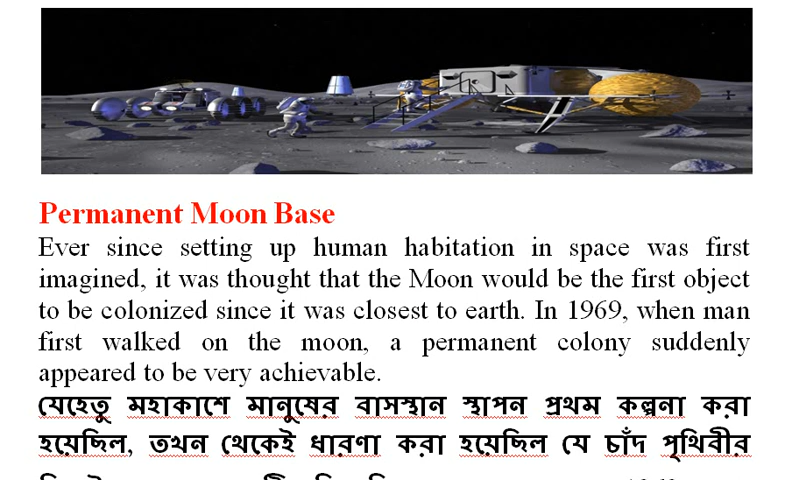 Permanent Moon Base
Ever since setting up human habitation in space was first
imagined, it was thought that the Moon would be the first object
to be colonized since it was closest to earth. In 1969, when man
first walked on the moon, a permanent colony suddenly
appeared to be very achievable.
যেহেতু মহাকাশে মানুষের বাসস্থান স্থাপন প্রথম কল্পনা করা
হয়েছিল, তখন থেকেই ধারণা করা হয়েছিল যে চাঁদ পৃথিবীর